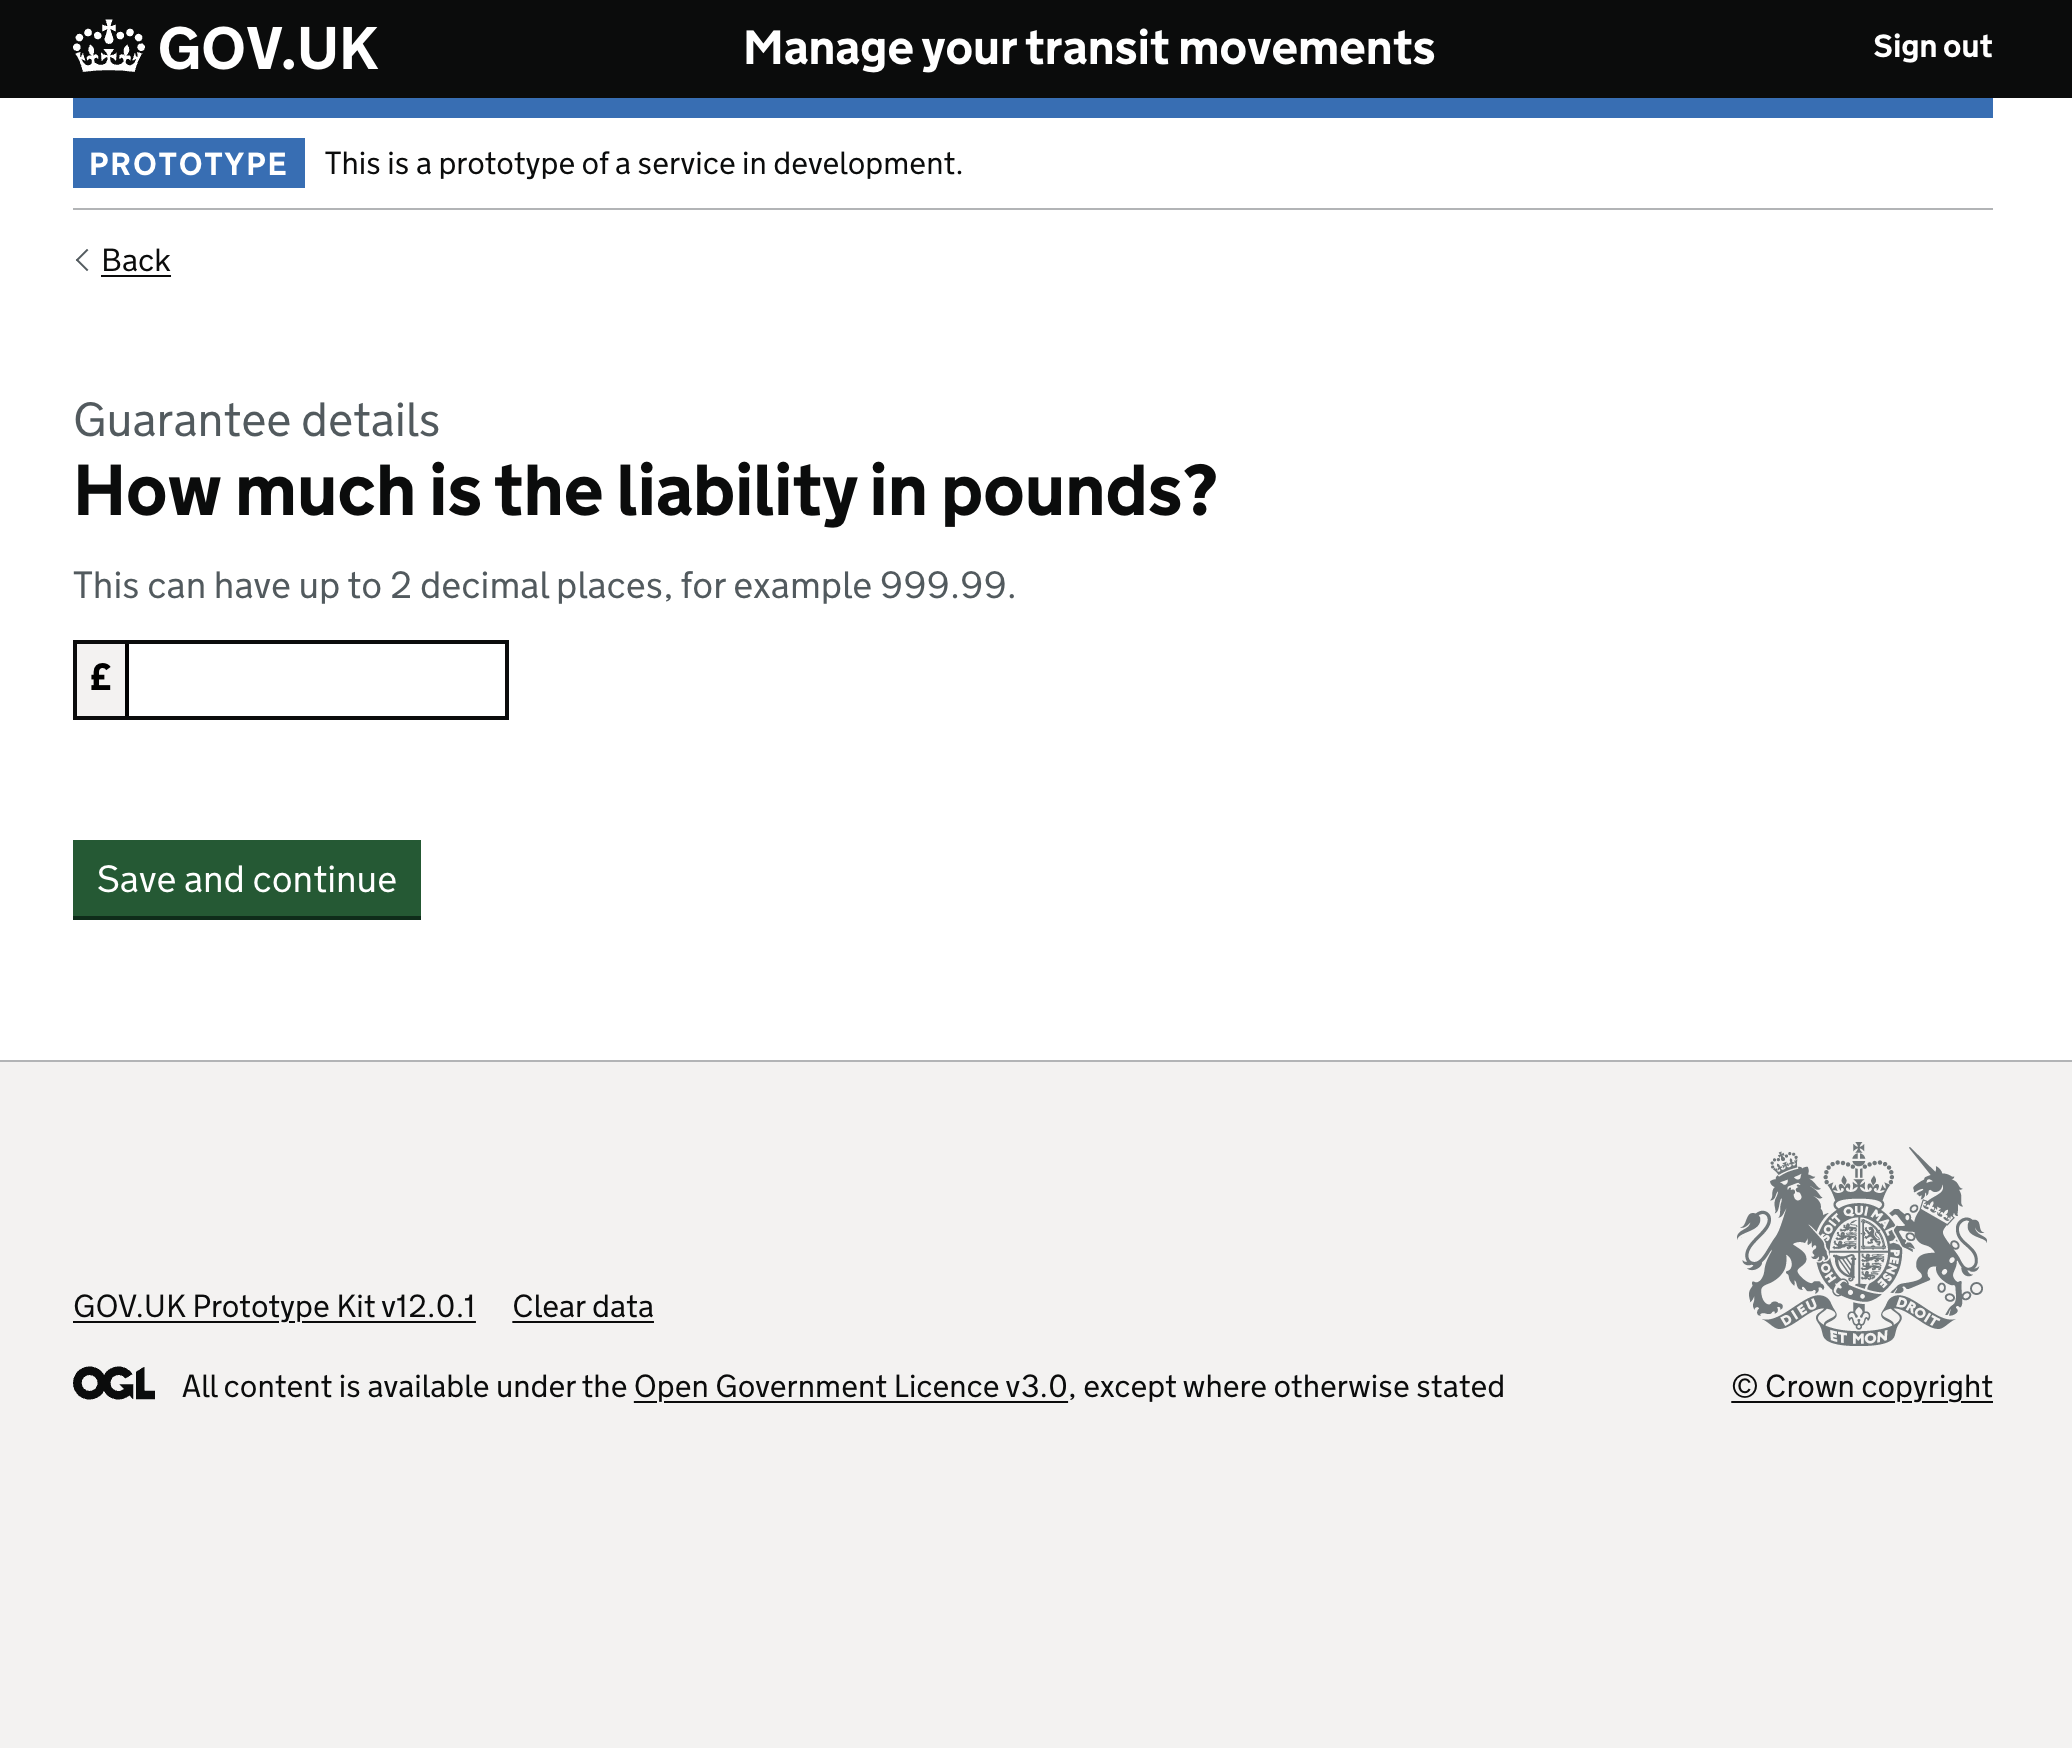 GOV.UK
Manage your transit movements
Sign out
PROTOTYPE
This is a prototype of a service in development.
Back
Guarantee details
How much is the liability in pounds?
This can have up to 2 decimal places, for example 999.99.
£
Save and continue
GOV.UK Prototype Kit v12.0.1
Clear data
OGL
All content is available under the Open Government Licence v3.0, except where otherwise stated
DIEU ET MON DROIT
© Crown copyright